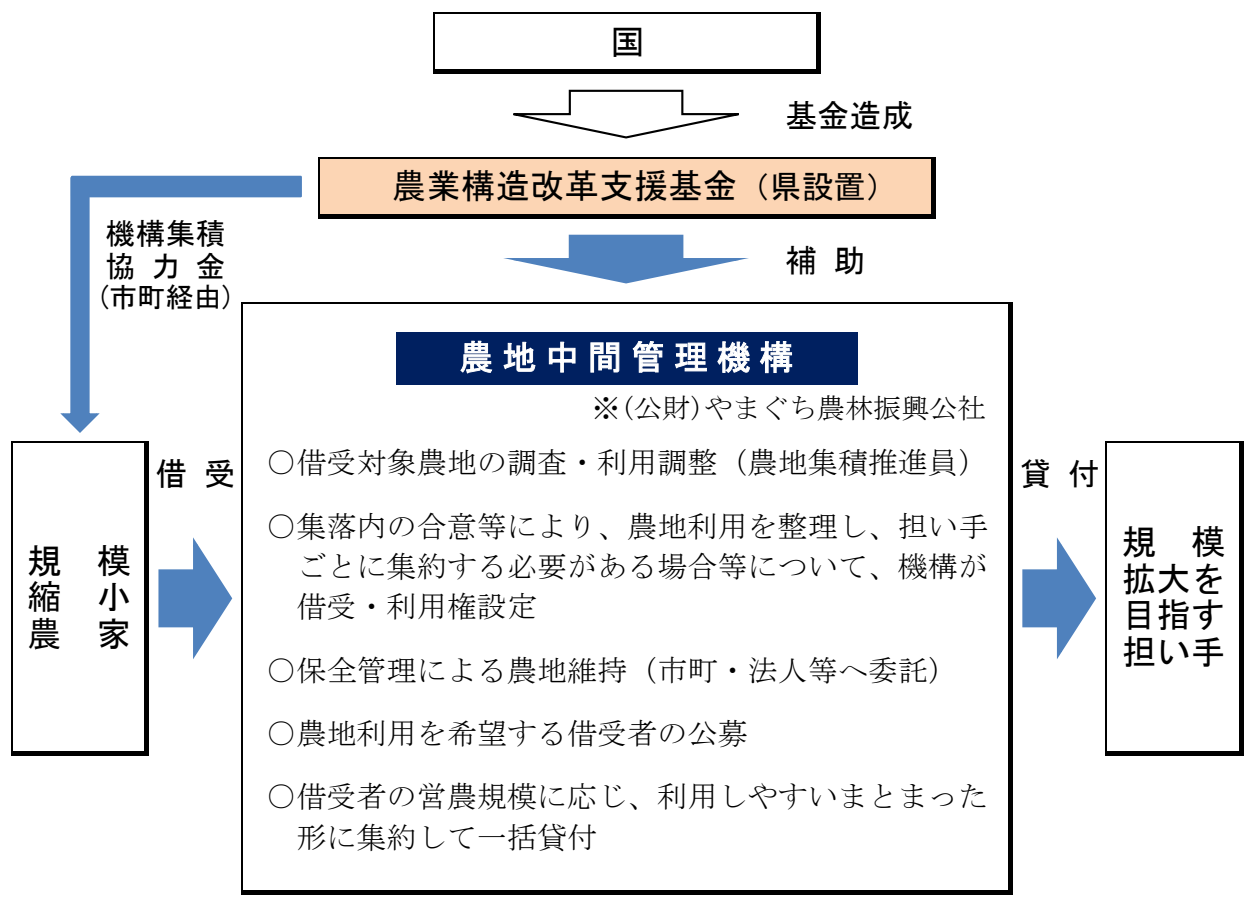 国
基金造成
農業構造改革支援基金（県設置）
機構集積
協力金
(市町経由)
補助
農地中間管理機構
※(公財)やまぐち農林振興公社
借受
貸付
規模
縮小
農家
○借受対象農地の調査・利用調整（農地集積推進員）
○集落内の合意等により、農地利用を整理し、担い手
ごとに集約する必要がある場合等について、機構が
借受・利用権設定
○保全管理による農地維持（市町・法人等へ委託）
○農地利用を希望する借受者の公募
○借受者の営農規模に応じ、利用しやすいまとまった
形に集約して一括貸付
規模
拡大を
目指す
担い手